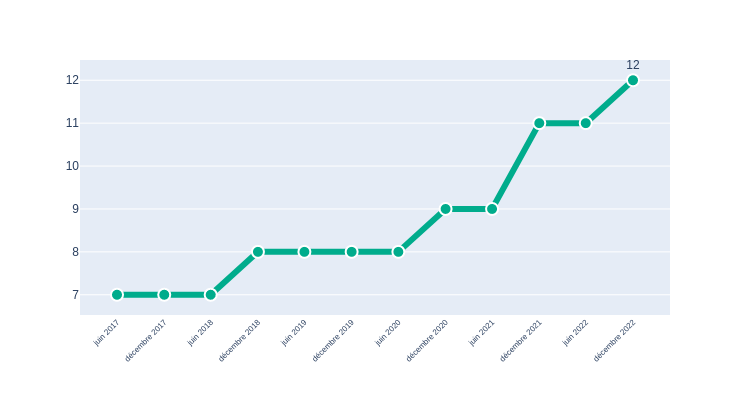 12
12
11
10
9
8
7
juin 2017
décembre 2017
juin 2018
décembre 2018
juin 2019
décembre 2019
juin 2020
décembre 2020
juin 2021
décembre 2021
juin 2022
décembre 2022